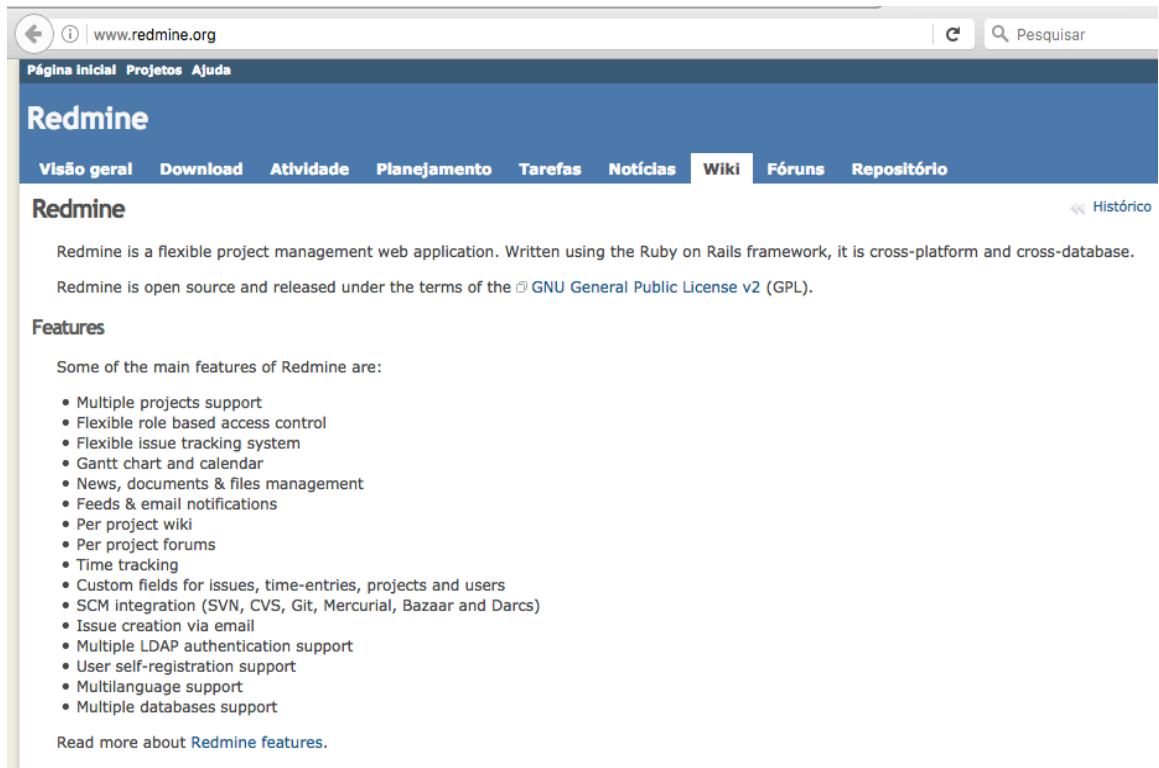 www.redmine.org
Pesquisar
Página inicial Projetos Ajuda
Redmine
Visão geral Download Atividade Planejamento Tarefas Notícias Wiki Fóruns Repositório
Redmine
Histórico
Redmine is a flexible project management web application. Written using the Ruby on Rails framework, it is cross-platform and cross-database.
Redmine is open source and released under the terms of the GNU General Public License v2 (GPL).
Features
Some of the main features of Redmine are:
• Multiple projects support
• Flexible role based access control
• Flexible issue tracking system
• Gantt chart and calendar
• News, documents & files management
• Feeds & email notifications
• Per project wiki
• Per project forums
• Time tracking
• Custom fields for issues, time-entries, projects and users
• SCM integration (SVN, CVS, Git, Mercurial, Bazaar and Darcs)
• Issue creation via email
• Multiple LDAP authentication support
• User self-registration support
• Multilanguage support
• Multiple databases support
Read more about Redmine features.